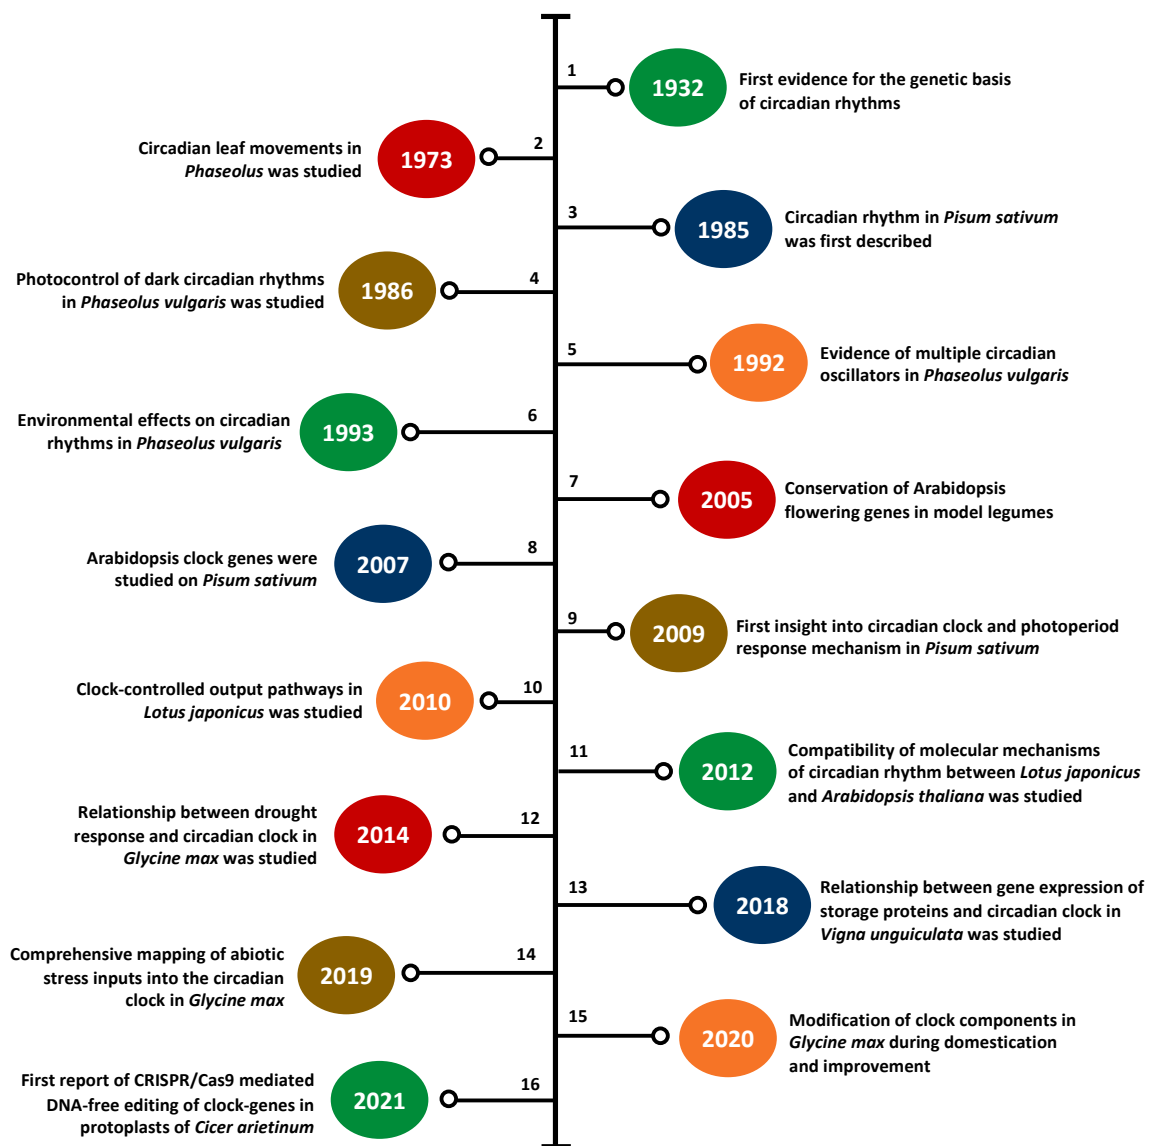 1
1932
First evidence for the genetic basis
of circadian rhythms
2
1973
Circadian leaf movements in
Phaseolus was studied
3
1985
Circadian rhythm in Pisum sativum
was first described
4
1986
Photocontrol of dark circadian rhythms
in Phaseolus vulgaris was studied
5
1992
Evidence of multiple circadian
oscillators in Phaseolus vulgaris
6
1993
Environmental effects on circadian
rhythms in Phaseolus vulgaris
7
2005
Conservation of Arabidopsis
flowering genes in model legumes
8
2007
Arabidopsis clock genes were
studied on Pisum sativum
9
2009
First insight into circadian clock and photoperiod
response mechanism in Pisum sativum
10
2010
Clock-controlled output pathways in
Lotus japonicus was studied
11
2012
Compatibility of molecular mechanisms
of circadian rhythm between Lotus japonicus
and Arabidopsis thaliana was studied
12
2014
Relationship between drought
response and circadian clock in
Glycine max was studied
13
2018
Relationship between gene expression of
storage proteins and circadian clock in
Vigna unguiculata was studied
14
2019
Comprehensive mapping of abiotic
stress inputs into the circadian
clock in Glycine max
15
2020
Modification of clock components in
Glycine max during domestication
and improvement
16
2021
First report of CRISPR/Cas9 mediated
DNA-free editing of clock-genes in
protoplasts of Cicer arietinum